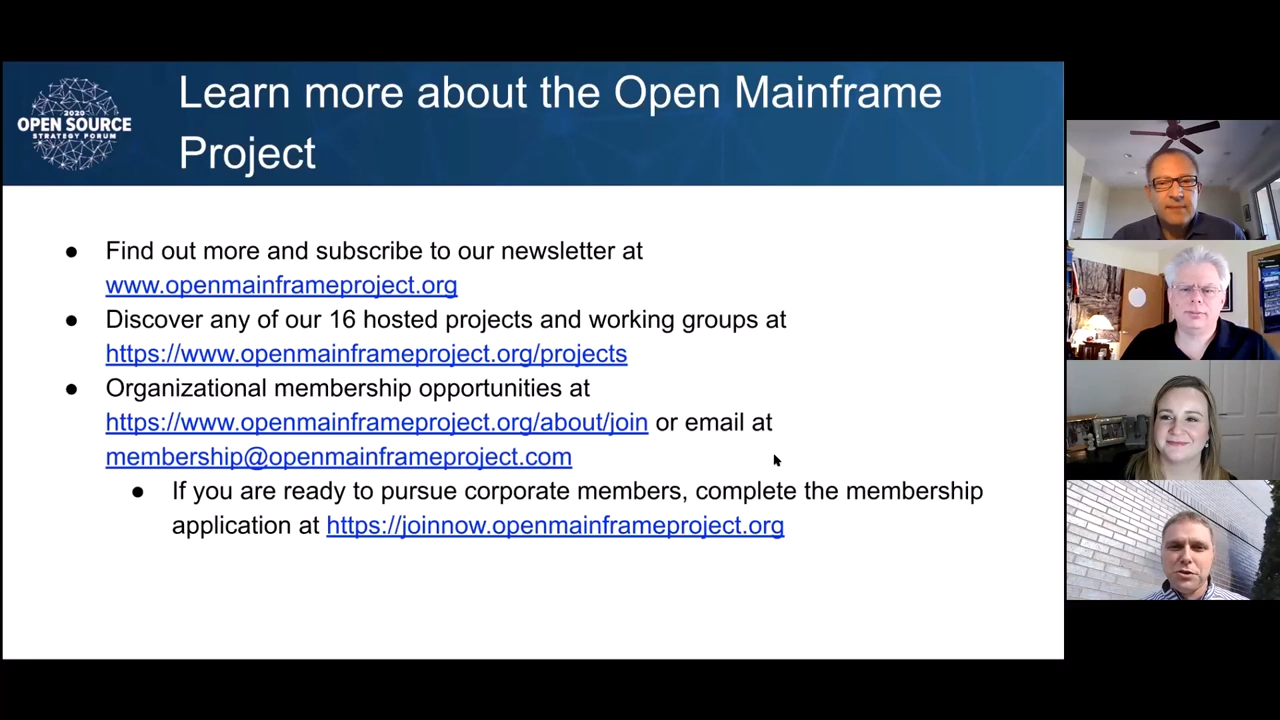 2020
OPEN SOURCE
STRATEGY FORUM
Learn more about the Open Mainframe
Project
● Find out more and subscribe to our newsletter at
www.openmainframeproject.org
● Discover any of our 16 hosted projects and working groups at
https://www.openmainframeproject.org/projects
● Organizational membership opportunities at
https://www.openmainframeproject.org/about/join or email at
membership@openmainframeproject.com
● If you are ready to pursue corporate members, complete the membership
application at https://joinnow.openmainframeproject.org